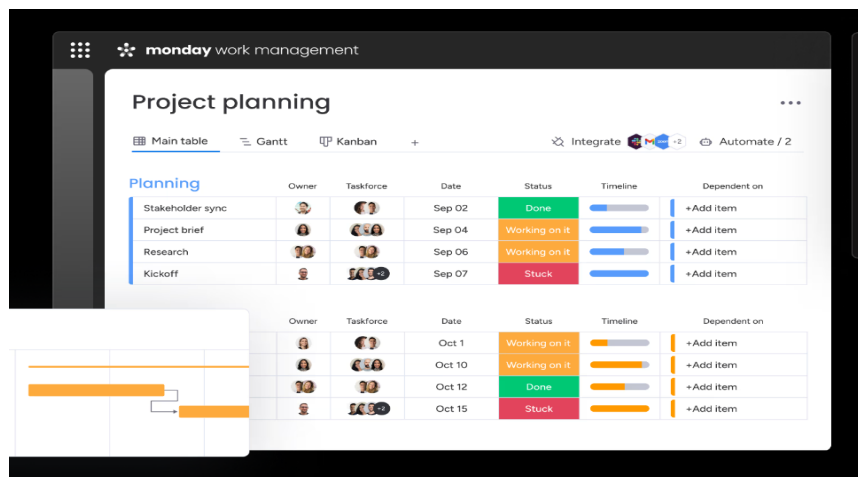 monday work management
Project planning
Main table Gantt Kanban + Integrate +2 Automate / 2
Planning Owner Taskforce Date Status Timeline Dependent on
Stakeholder sync Sep 02 Done +Add item
Project brief Sep 04 Working on it +Add item
Research Sep 06 Working on it +Add item
Kickoff +2 Sep 07 Stuck +Add item
Owner Taskforce Date Status Timeline Dependent on
Oct 1 Working on it +Add item
Oct 10 Working on it +Add item
Oct 12 Done +Add item
+2 Oct 15 Stuck +Add item